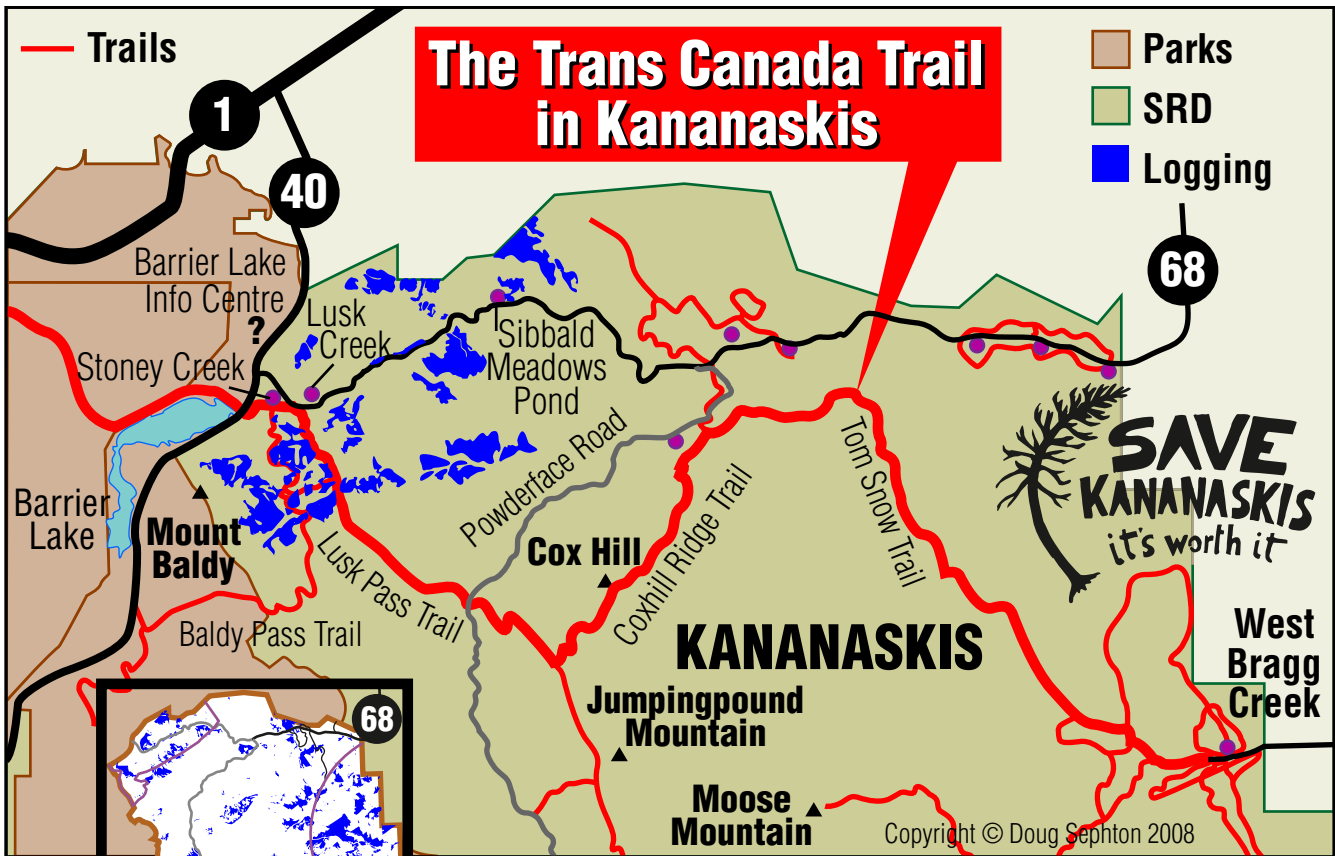 Trails
The Trans Canada Trail
in Kananaskis
Parks
SRD
Logging
1
40
68
Barrier Lake
Info Centre
?
Lusk
Creek
Stoney Creek
Sibbald
Meadows
Pond
Powderface Road
Barrier
Lake
Mount
Baldy
Lusk Pass Trail
Cox Hill
Coxhill Ridge Trail
Tom Snow Trail
SAVE
KANANASKIS
it's worth it
Baldy Pass Trail
KANANASKIS
West
Bragg
Creek
Jumpingpound
Mountain
68
Moose
Mountain
Copyright © Doug Sephton 2008